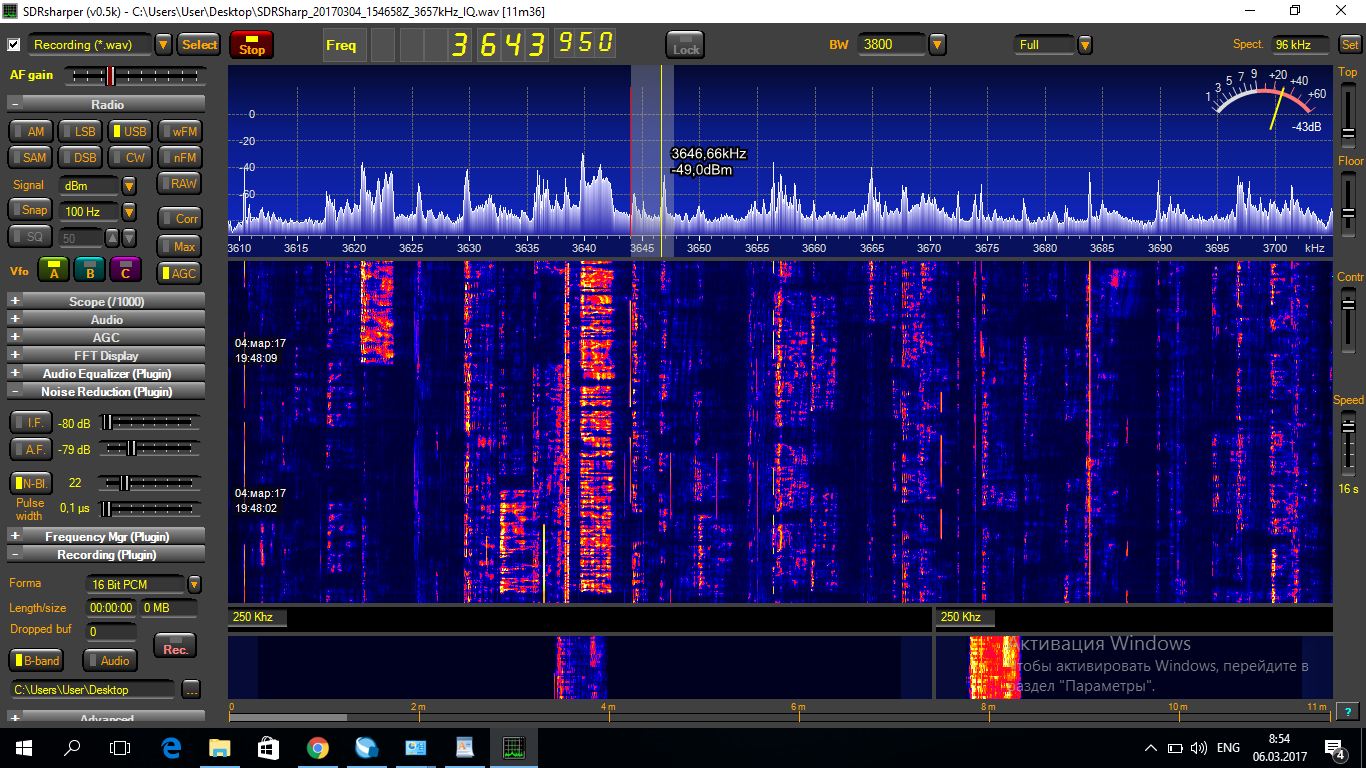 SDRsharper (v0.5k) - C:\Users\User\Desktop\SDRSharp_20170304_154658Z_3657kHz_IQ.wav [11m36]
Recording (*.wav) Select Stop Freq 3 6 4 3 950 Lock BW 3800 Full Spect. 96 kHz Set
AF gain
Radio
AM LSB USB wFM
SAM DSB CW nFM
Signal dBm RAW
Snap 100 Hz Corr
SQ 50 Max
Vfo A B C AGC
+ Scope (/1000)
+ Audio
+ AGC
+ FFT Display
+ Audio Equalizer (Plugin)
- Noise Reduction (Plugin)
I.F. -80 dB
A.F. -79 dB
N-Bl. 22
Pulse
width 0,1 µs
+ Frequency Mgr (Plugin)
- Recording (Plugin)
Forma 16 Bit PCM
Length/size 00:00:00 0 MB
Dropped buf 0
Rec.
B-band Audio
C:\Users\User\Desktop ...
+ Advanced
1 3 5 7 9 +20 +40 +60
-43dB
0
-20
-40
-60
3646,66kHz
-49,0dBm
3610 3615 3620 3625 3630 3635 3640 3645 3650 3655 3660 3665 3670 3675 3680 3685 3690 3695 3700 kHz
04:мар:17
19:48:09
04:мар:17
19:48:02
Top
Floor
Contr
Speed
16 s
250 Khz 250 Khz
ктивация Windows
тобы активировать Windows, перейдите в
раздел "Параметры".
0 2 m 4 m 6 m 8 m 10 m 11 m
?
ENG 8:54
06.03.2017
4